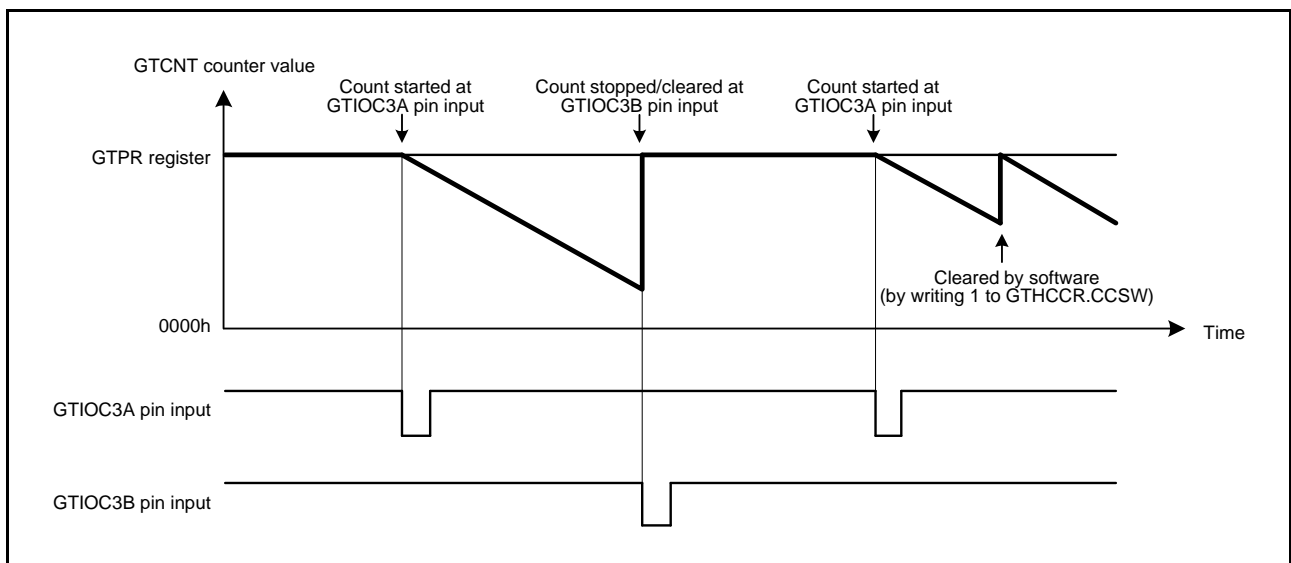 GTCNT counter value
Count started at
GTIOC3A pin input
Count stopped/cleared at
GTIOC3B pin input
Count started at
GTIOC3A pin input
GTPR register
Cleared by software
(by writing 1 to GTHCCR.CCSW)
0000h
Time
GTIOC3A pin input
GTIOC3B pin input